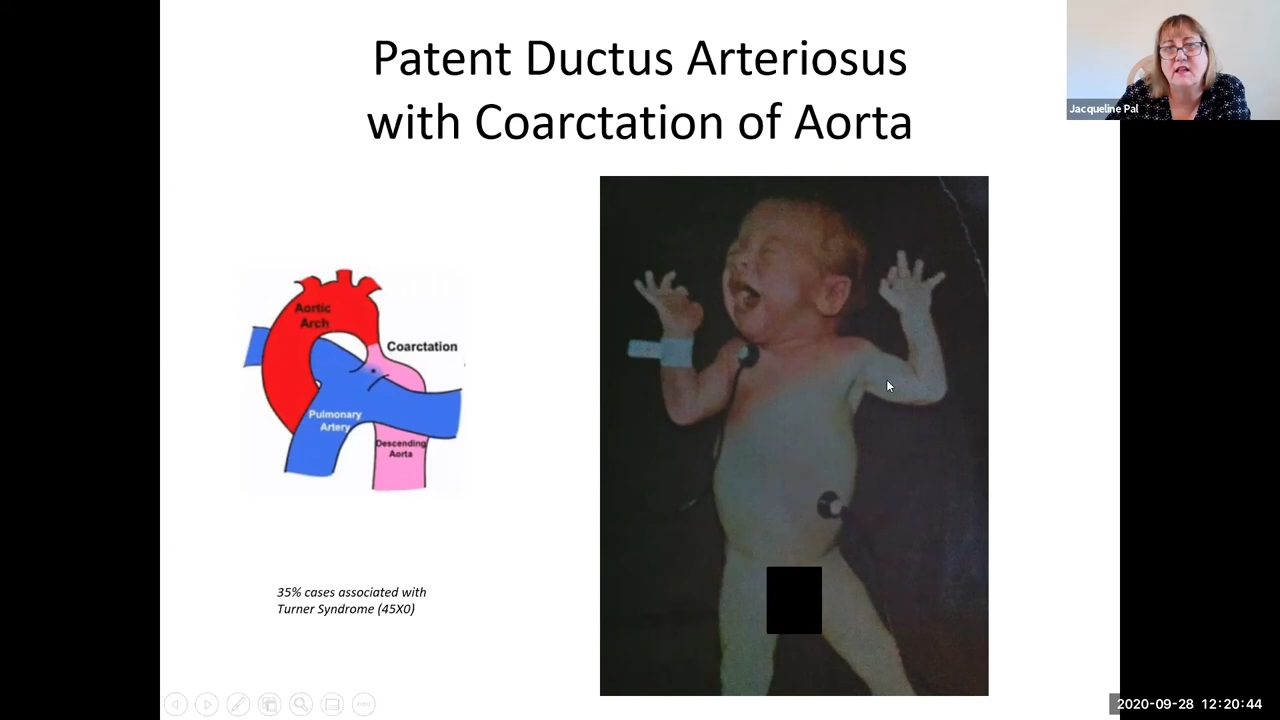 Patent Ductus Arteriosus
with Coarctation of Aorta
Jacqueline Pal
Aortic
Arch
Coarctation
Pulmonary
Artery
Descending
Aorta
35% cases associated with
Turner Syndrome (45X0)
2020-09-28 12:20:44